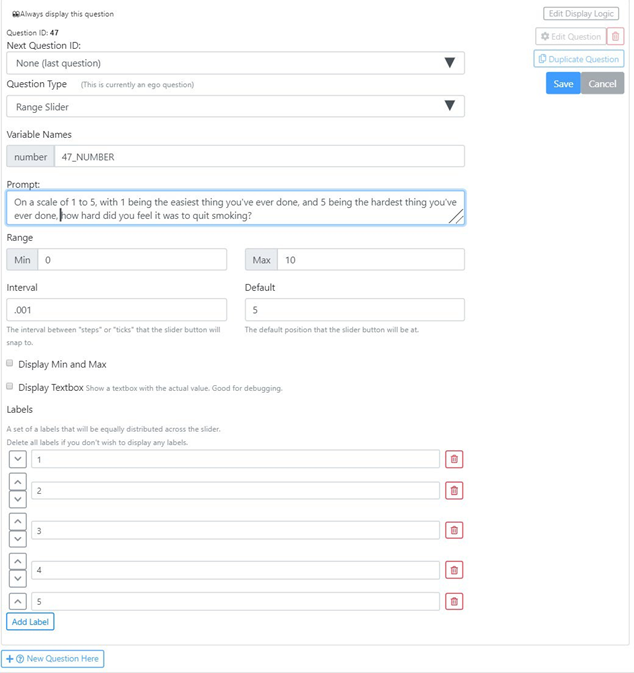 Always display this question
Edit Display Logic
Question ID: 47
Edit Question
Next Question ID:
None (last question)
Duplicate Question
Question Type (This is currently an ego question)
Save Cancel
Range Slider
Variable Names
number 47_NUMBER
Prompt:
On a scale of 1 to 5, with 1 being the easiest thing you've ever done, and 5 being the hardest thing you've
ever done, how hard did you feel it was to quit smoking?
Range
Min 0 Max 10
Interval Default
.001 5
The interval between "steps" or "ticks" that the slider button will The default position that the slider button will be at.
snap to.
Display Min and Max
Display Textbox Show a textbox with the actual value. Good for debugging.
Labels
A set of a labels that will be equally distributed across the slider.
Delete all labels if you don't wish to display any labels.
1
2
3
4
5
Add Label
+ New Question Here